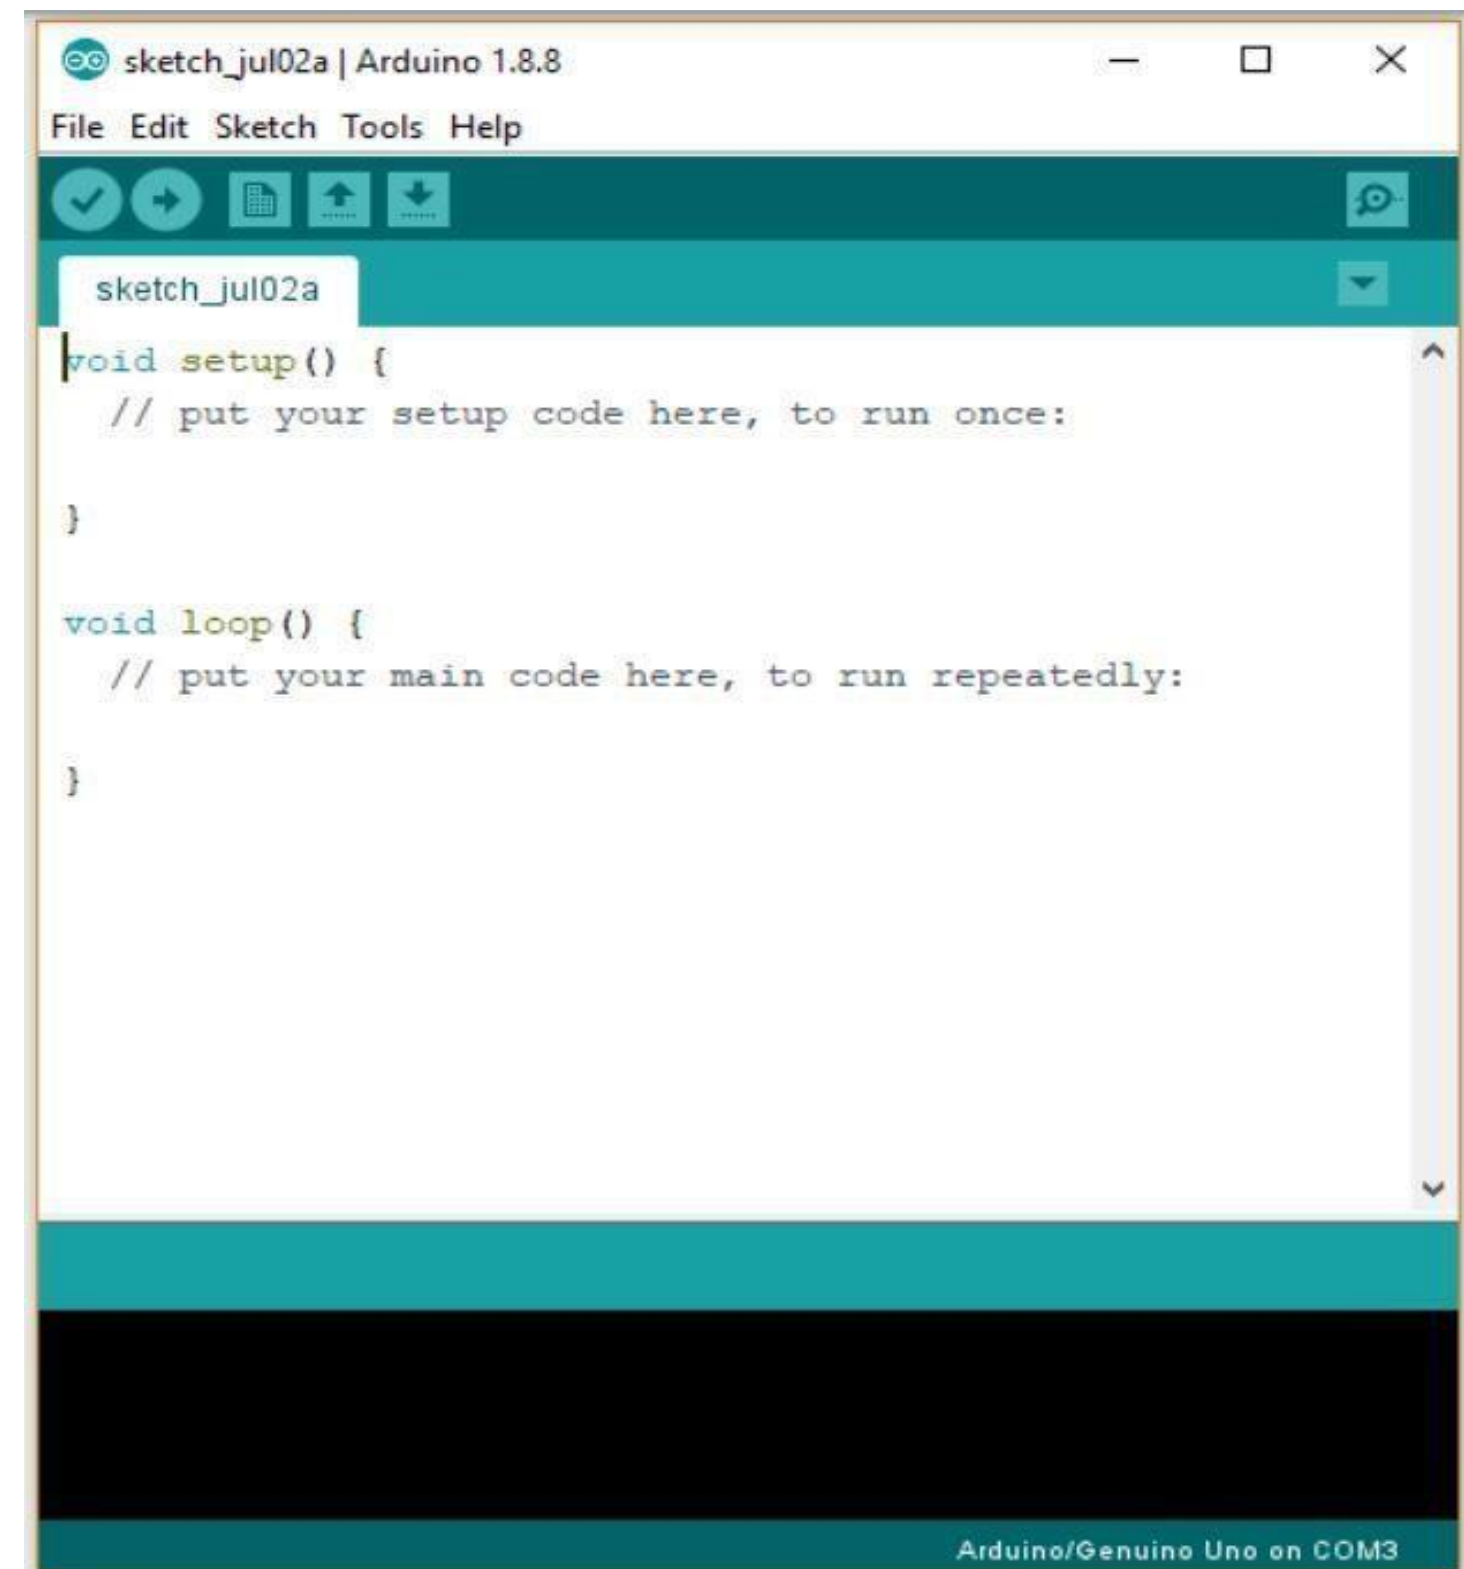 sketch_jul02a | Arduino 1.8.8
File Edit Sketch Tools Help
sketch_jul02a
void setup() {
  // put your setup code here, to run once:
}
void loop() {
  // put your main code here, to run repeatedly:
}
Arduino/Genuino Uno on COM3